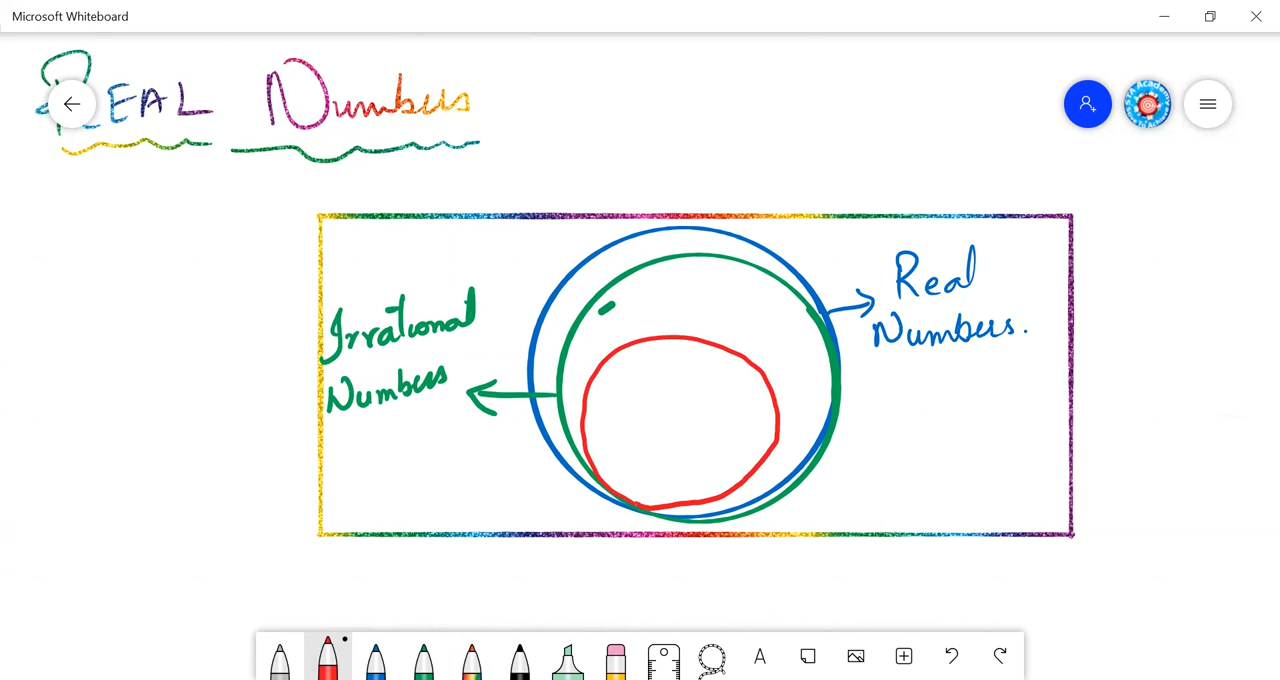 Microsoft Whiteboard
REAL Numbers
Real
Numbers.
Irrational
Numbers
A